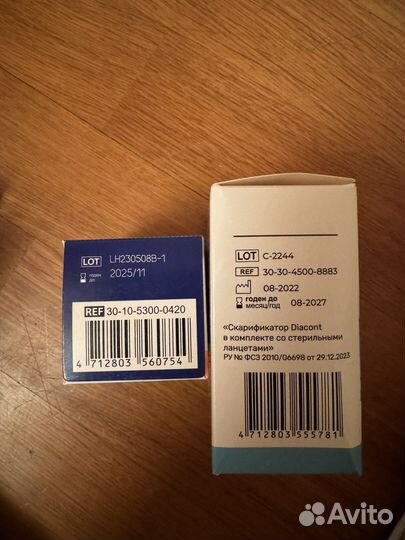 LOT LH230508B-1
годен до 2025/11
REF 30-10-5300-0420
4 712803 560754
LOT C-2244
REF 30-30-4500-8883
08-2022
годен до
месяц/год 08-2027
«Скарификатор Diacont
в комплекте со стерильными
ланцетами»
РУ № ФСЗ 2010/06698 от 29.12.2023
4 712803 555781
Avito